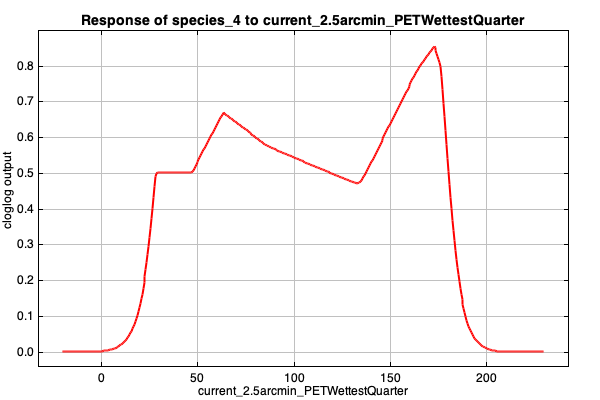 Response of species_4 to current_2.5arcmin_PETWettestQuarter
cloglog output
0.8
0.7
0.6
0.5
0.4
0.3
0.2
0.1
0.0
0 50 100 150 200
current_2.5arcmin_PETWettestQuarter